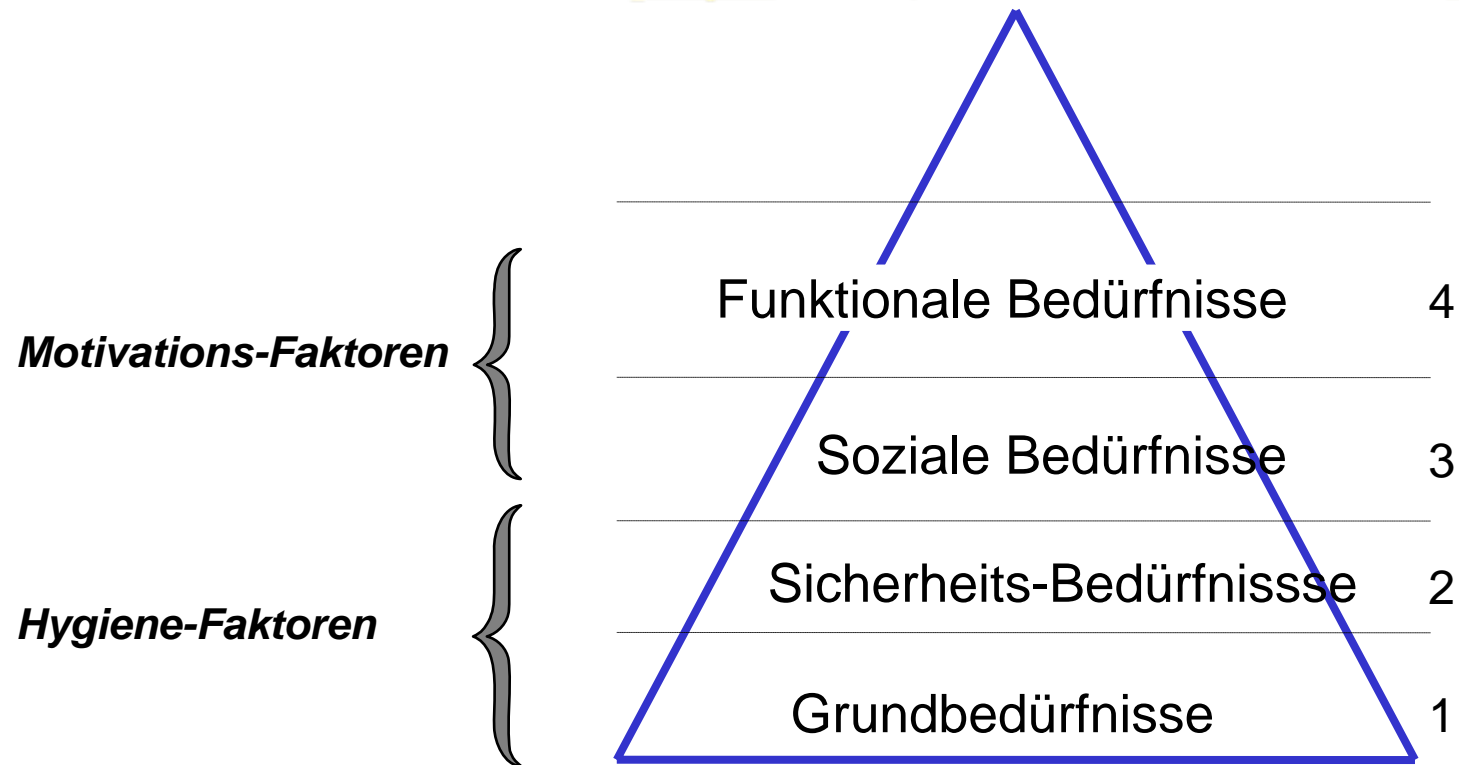 Funktionale Bedürfnisse 4
Motivations-Faktoren
Soziale Bedürfnisse 3
Sicherheits-Bedürfnissse 2
Hygiene-Faktoren
Grundbedürfnisse 1